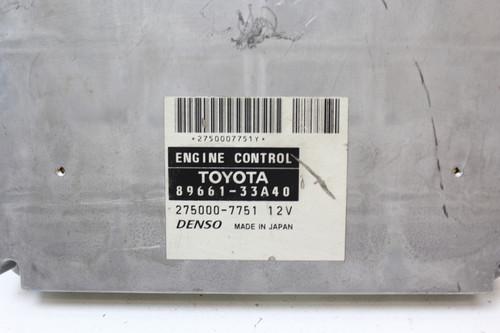 *2750007751Y*
ENGINE CONTROL
TOYOTA
89661-33A40
275000-7751 12V
DENSO MADE IN JAPAN